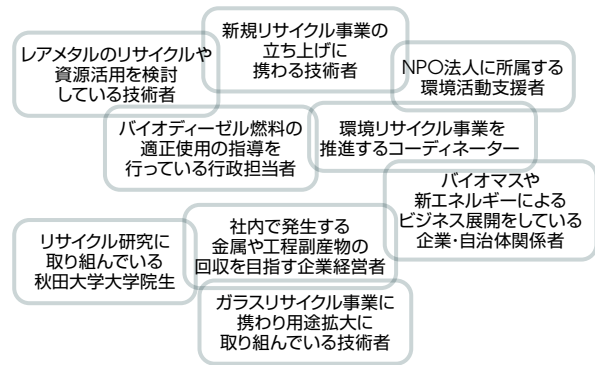 新規リサイクル事業の
立ち上げに
携わる技術者
レアメタルのリサイクルや
資源活用を検討
している技術者
NPO法人に所属する
環境活動支援者
バイオディーゼル燃料の
適正使用の指導を
行っている行政担当者
環境リサイクル事業を
推進するコーディネーター
バイオマスや
新エネルギーによる
ビジネス展開をしている
企業・自治体関係者
社内で発生する
金属や工程副産物の
回収を目指す企業経営者
リサイクル研究に
取り組んでいる
秋田大学大学院生
ガラスリサイクル事業に
携わり用途拡大に
取り組んでいる技術者